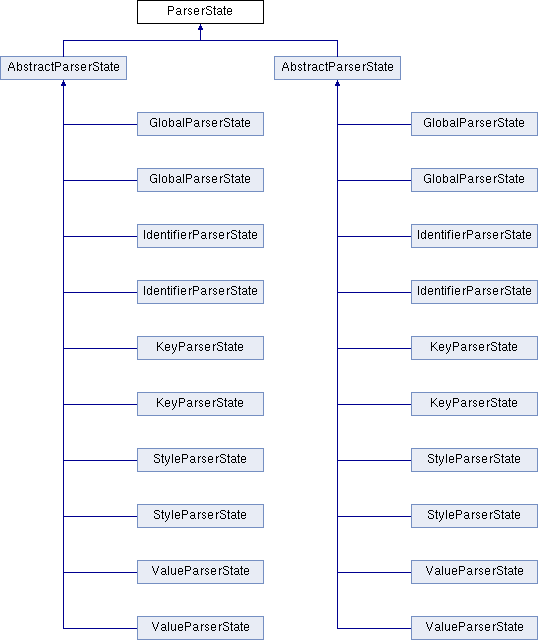 ParserState
AbstractParserState
AbstractParserState
GlobalParserState
GlobalParserState
GlobalParserState
GlobalParserState
IdentifierParserState
IdentifierParserState
IdentifierParserState
IdentifierParserState
KeyParserState
KeyParserState
KeyParserState
KeyParserState
StyleParserState
StyleParserState
StyleParserState
StyleParserState
ValueParserState
ValueParserState
ValueParserState
ValueParserState